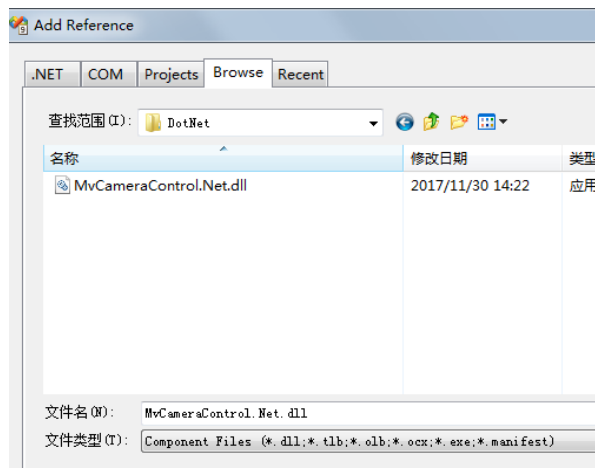 Add Reference
.NET COM Projects Browse Recent
查找范围(I): DotNet
名称 修改日期 类型
MvCameraControl.Net.dll 2017/11/30 14:22 应用
文件名(N): MvCameraControl.Net.dll
文件类型(T): Component Files (*.dll;*.tlb;*.olb;*.ocx;*.exe;*.manifest)